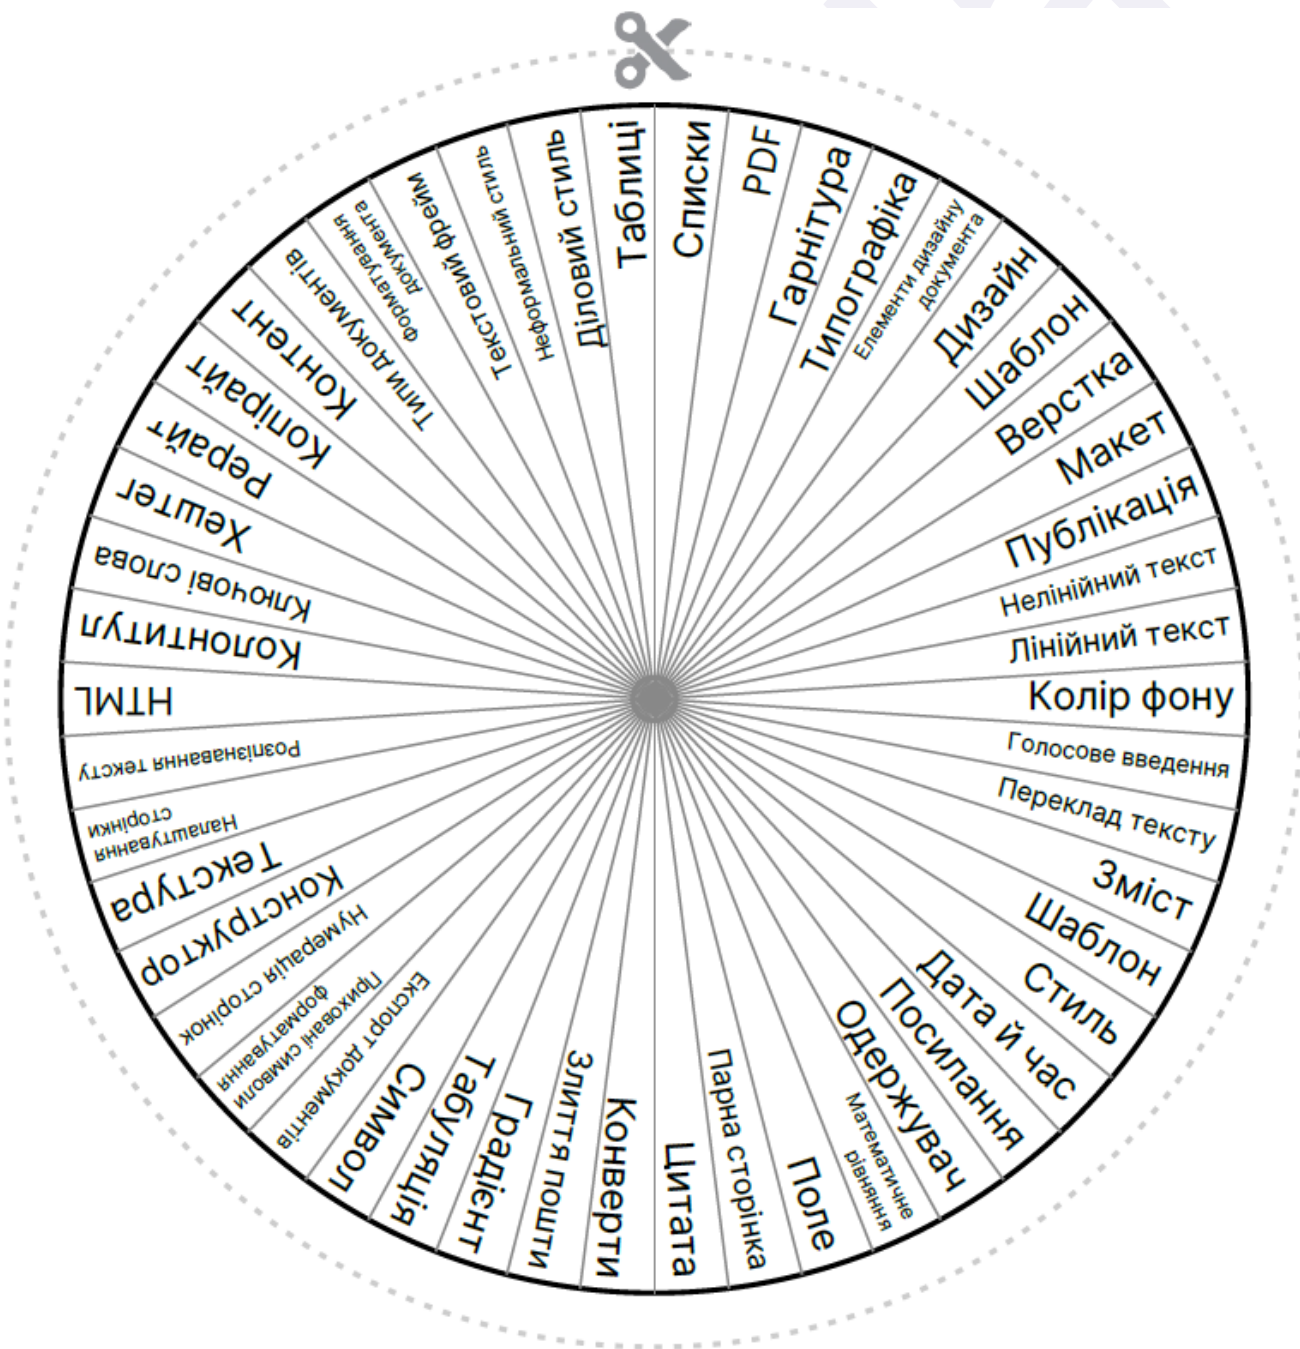 Списки
PDF
Гарнітура
Типографіка
Елементи дизайну
документа
Дизайн
Шаблон
Верстка
Макет
Публікація
Нелінійний текст
Лінійний текст
Колір фону
Голосове введення
Переклад тексту
Зміст
Шаблон
Стиль
Дата й час
Посилання
Одержувач
Математичне
рівняння
Поле
Парна сторінка
Цитата
Конверти
Злиття пошти
Градієнт
Табуляція
Символ
Експорт документів
Приховані символи
форматування
Нумерація сторінок
Конструктор
Текстура
Налаштування
сторінки
Розпізнавання тексту
HTML
Колонтитул
Ключові слова
Хештег
Рерайт
Копірайт
Контент
Типи документів
Форматування
документа
Текстовий фрейм
Неформальний стиль
Діловий стиль
Таблиці